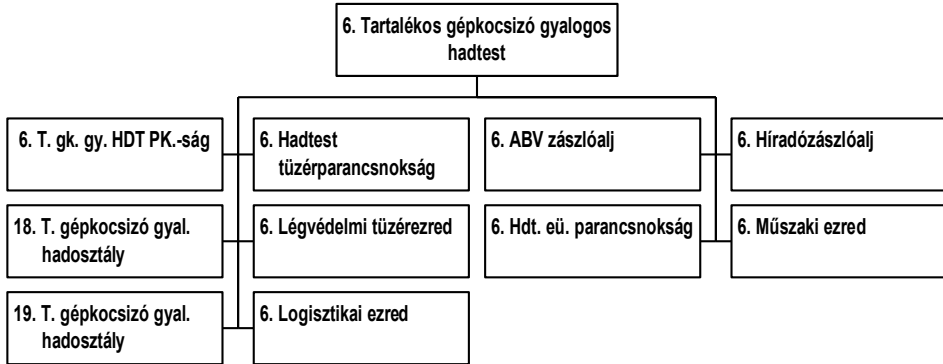 6. Tartalékos gépkocsizó gyalogos
hadtest
6. T. gk. gy. HDT PK.-ság
6. Hadtest
tüzérparancsnokság
6. ABV zászlóalj
6. Híradózászlóalj
18. T. gépkocsizó gyal.
hadosztály
6. Légvédelmi tüzérezred
6. Hdt. eü. parancsnokság
6. Műszaki ezred
19. T. gépkocsizó gyal.
hadosztály
6. Logisztikai ezred